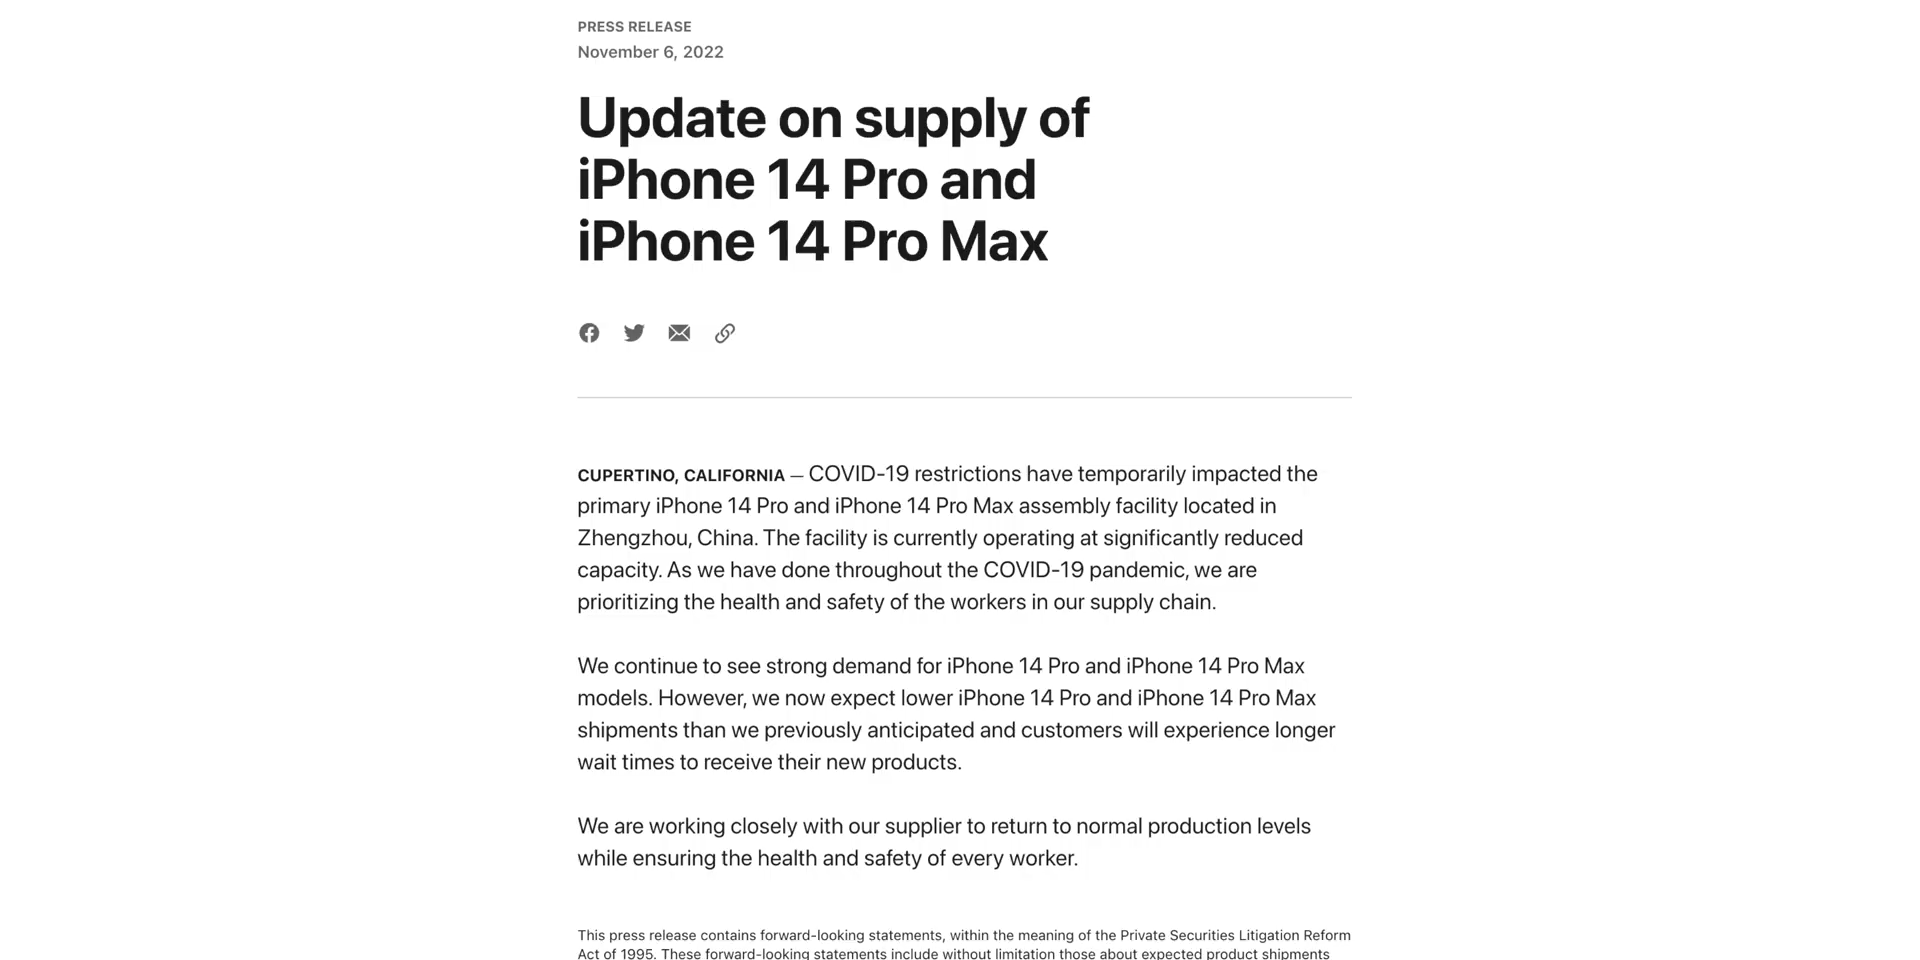 PRESS RELEASE
November 6, 2022
Update on supply of
iPhone 14 Pro and
iPhone 14 Pro Max
CUPERTINO, CALIFORNIA — COVID-19 restrictions have temporarily impacted the
primary iPhone 14 Pro and iPhone 14 Pro Max assembly facility located in
Zhengzhou, China. The facility is currently operating at significantly reduced
capacity. As we have done throughout the COVID-19 pandemic, we are
prioritizing the health and safety of the workers in our supply chain.
We continue to see strong demand for iPhone 14 Pro and iPhone 14 Pro Max
models. However, we now expect lower iPhone 14 Pro and iPhone 14 Pro Max
shipments than we previously anticipated and customers will experience longer
wait times to receive their new products.
We are working closely with our supplier to return to normal production levels
while ensuring the health and safety of every worker.
This press release contains forward-looking statements, within the meaning of the Private Securities Litigation Reform
Act of 1995. These forward-looking statements include without limitation those about expected product shipments